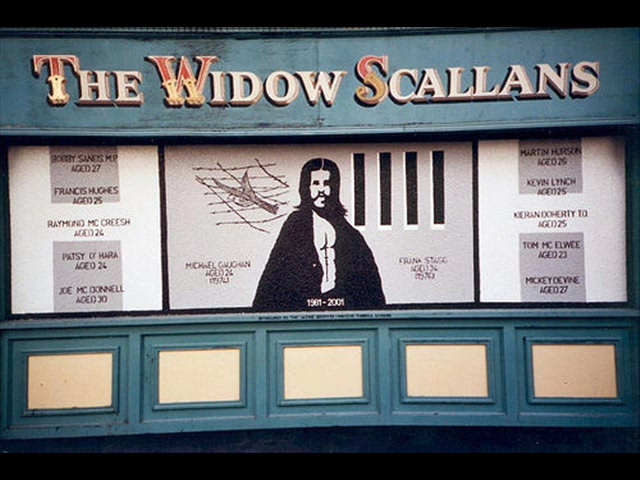 THE WIDOW SCALLANS
BOBBY SANDS M.P.
AGED 27
FRANCIS HUGHES
AGED 25
RAYMOND MC CREESH
AGED 24
PATSY O'HARA
AGED 24
JOE MC DONNELL
AGED 30
MICHAEL GAUGHAN
AGED 24
(1974)
FRANK STAGG
AGED 34
(1976)
1981-2001
MARTIN HURSON
AGED 26
KEVIN LYNCH
AGED 25
KIERAN DOHERTY T.D.
AGED 25
TOM MC ELWEE
AGED 23
MICKEY DEVINE
AGED 27